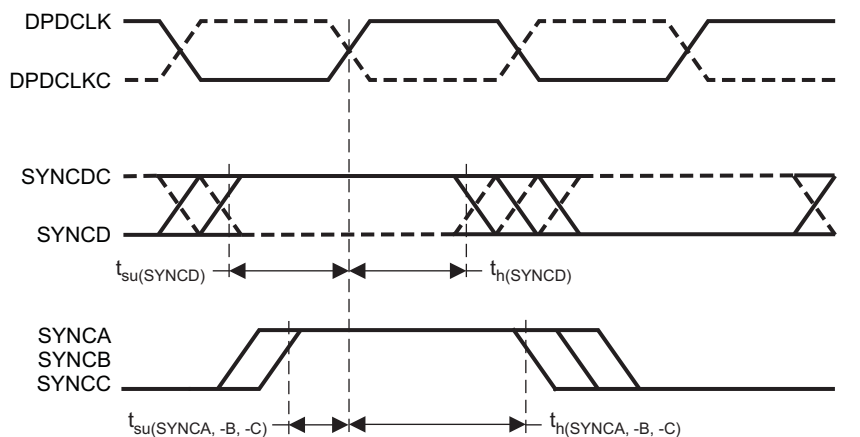 DPDCLK
DPDCLKC
SYNCDC
SYNCD
tsu(SYNCD)
th(SYNCD)
SYNCA
SYNCB
SYNCC
tsu(SYNCA, -B, -C)
th(SYNCA, -B, -C)